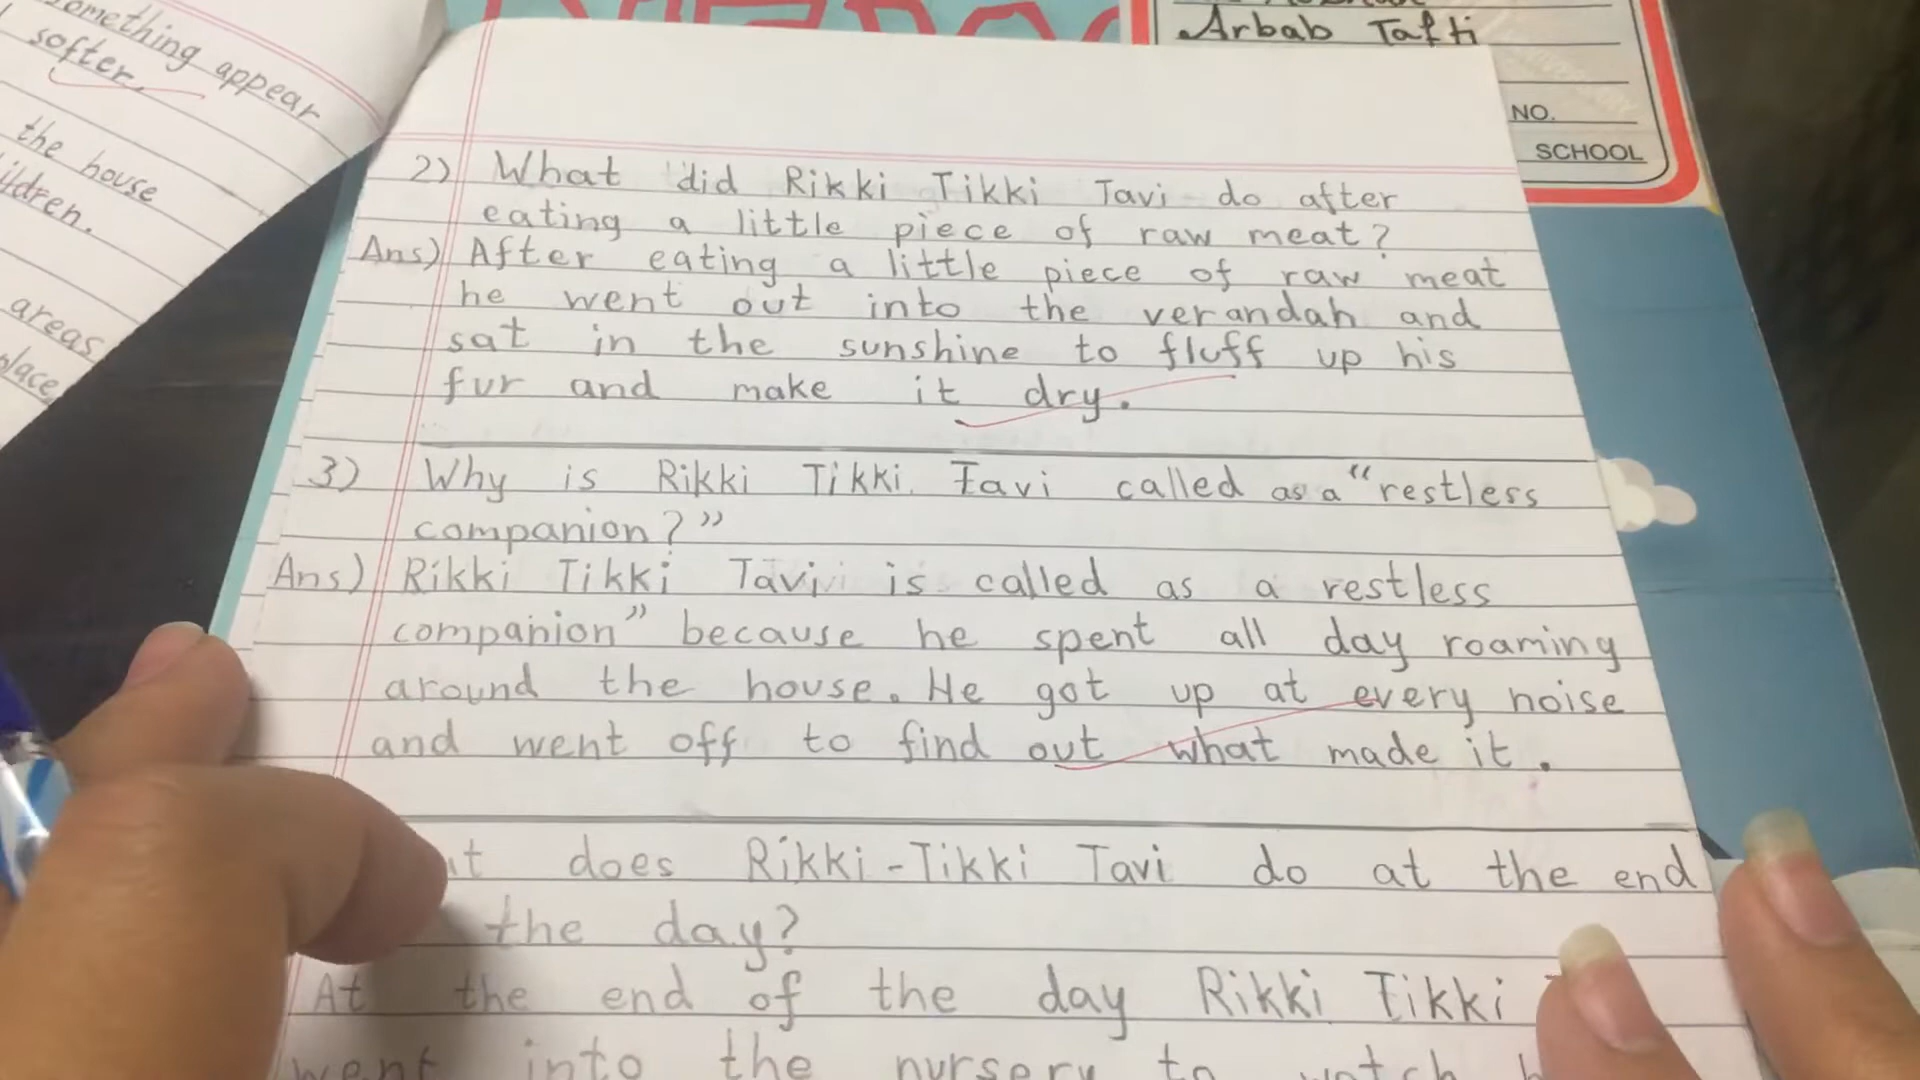 omething appear
softer.
the house
ildren.
areas
place
Arbab Tafti
NO.
SCHOOL
2) What did Rikki Tikki Tavi do after
eating a little piece of raw meat?
Ans) After eating a little piece of raw meat
he went out into the verandah and
sat in the sunshine to fluff up his
fur and make it dry.
3) Why is Rikki Tikki Tavi called as a "restless
companion?"
Ans) Rikki Tikki Tavi is called as a restless
companion" because he spent all day roaming
around the house. He got up at every noise
and went off to find out what made it.
does Rikki-Tikki Tavi do at the end
the day?
At the end of the day Rikki Tikki
went into the nursery to